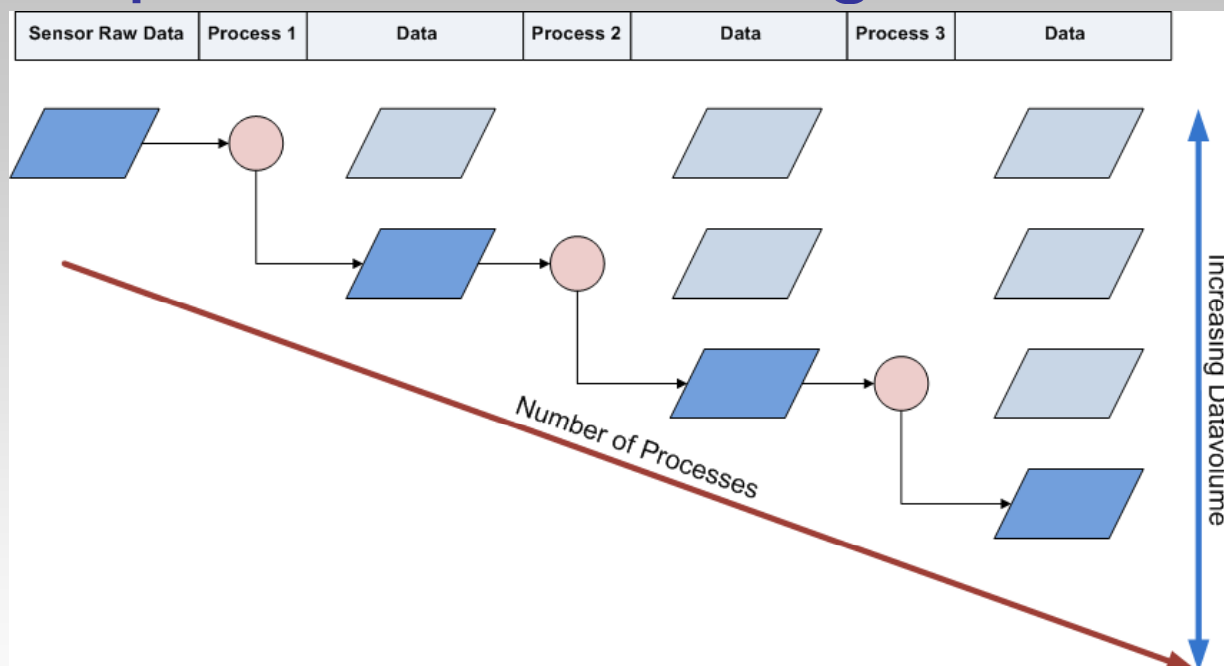 Sensor Raw Data Process 1 Data Process 2 Data Process 3 Data
Number of Processes
Increasing Datavolume